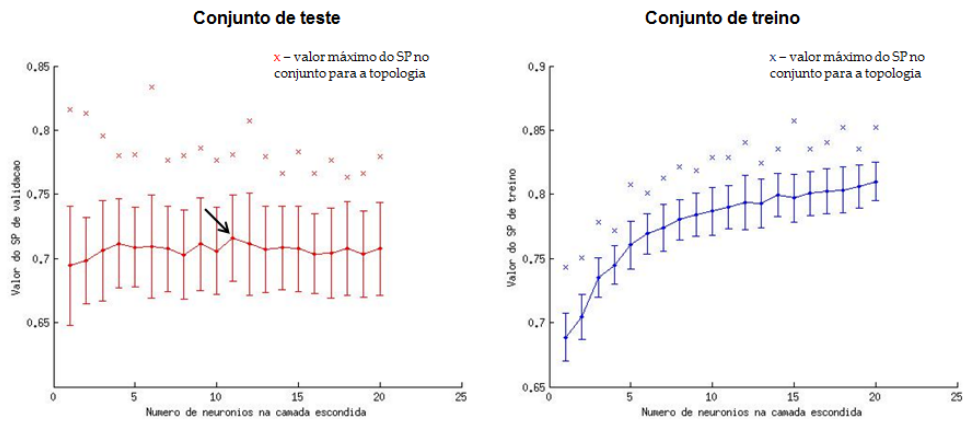 Conjunto de teste
x – valor máximo do SP no
conjunto para a topologia
0.85
0.8
0.75
0.7
0.65
Valor do SP de validacao
0
5
10
15
20
25
Numero de neuronios na camada escondida
Conjunto de treino
x – valor máximo do SP no
conjunto para a topologia
0.9
0.85
0.8
0.75
0.7
0.65
Valor do SP de treino
0
5
10
15
20
25
Numero de neuronios na camada escondida